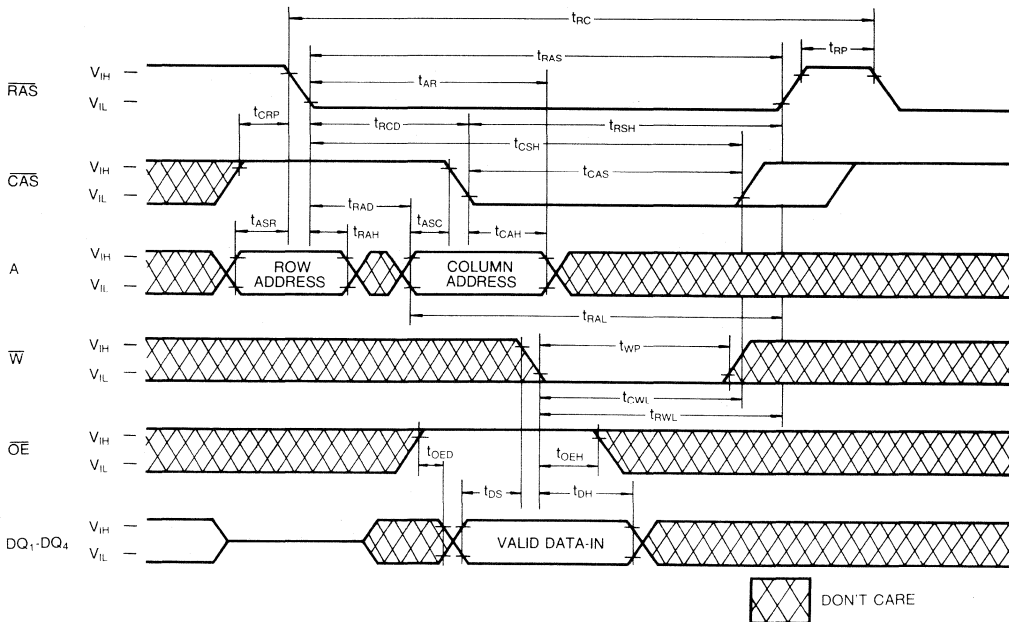 tRC
tRP
tRAS
tAR
RAS
VIH
VIL
tCRP
tRCD
tRSH
tCSH
CAS
VIH
VIL
tCAS
tRAD
tASR
tRAH
tASC
tCAH
A
VIH
VIL
ROW
ADDRESS
COLUMN
ADDRESS
tRAL
W
VIH
VIL
tWP
tCWL
tRWL
OE
VIH
VIL
tOED
tOEH
tDS
tDH
DQ1-DQ4
VIH
VIL
VALID DATA-IN
DON'T CARE